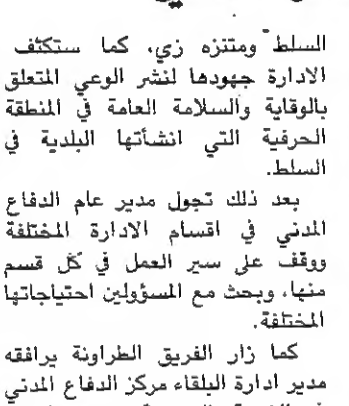 السلط ومتنزه زي، كما ستكثف
الادارة جهودها لنشر الوعي المتعلق
بالوقاية والسلامة العامة في المنطقة
الحرفية التي انشأتها البلدية في
السلط.
بعد ذلك تجول مدير عام الدفاع
المدني في اقسام الادارة المختلفة
ووقف على سير العمل في كل قسم
منها، وبحث مع المسؤولين احتياجاتها
المختلفة.
كما زار الفريق الطراونة يرافقه
مدير ادارة البلقاء مركز الدفاع المدني